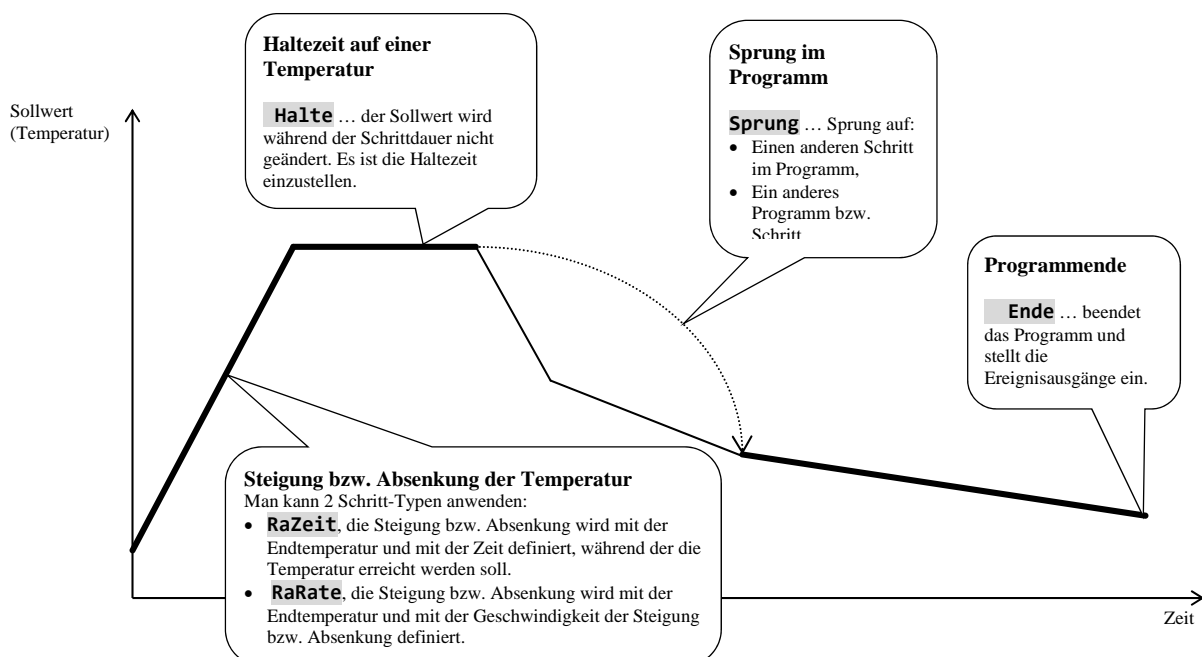 Haltezeit auf einer
Temperatur
Halte … der Sollwert wird
während der Schrittdauer nicht
geändert. Es ist die Haltezeit
einzustellen.
Sprung im
Programm
Sprung … Sprung auf:
• Einen anderen Schritt
im Programm,
• Ein anderes
Programm bzw.
Schritt
Sollwert
(Temperatur)
Programmende
Ende … beendet
das Programm und
stellt die
Ereignisausgänge ein.
Steigung bzw. Absenkung der Temperatur
Man kann 2 Schritt-Typen anwenden:
• RaZeit, die Steigung bzw. Absenkung wird mit der
Endtemperatur und mit der Zeit definiert, während der die
Temperatur erreicht werden soll.
• RaRate, die Steigung bzw. Absenkung wird mit der
Endtemperatur und mit der Geschwindigkeit der Steigung
bzw. Absenkung definiert.
Zeit